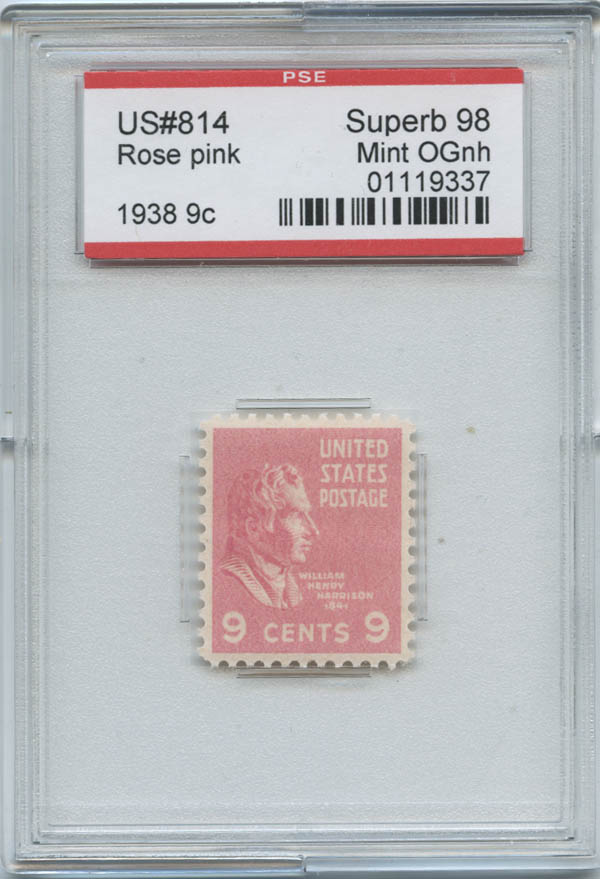 PSE
US#814
Superb 98
Rose pink
Mint OGnh
01119337
1938 9c
UNITED
STATES
POSTAGE
WILLIAM
HENRY
HARRISON
1841
9 CENTS 9